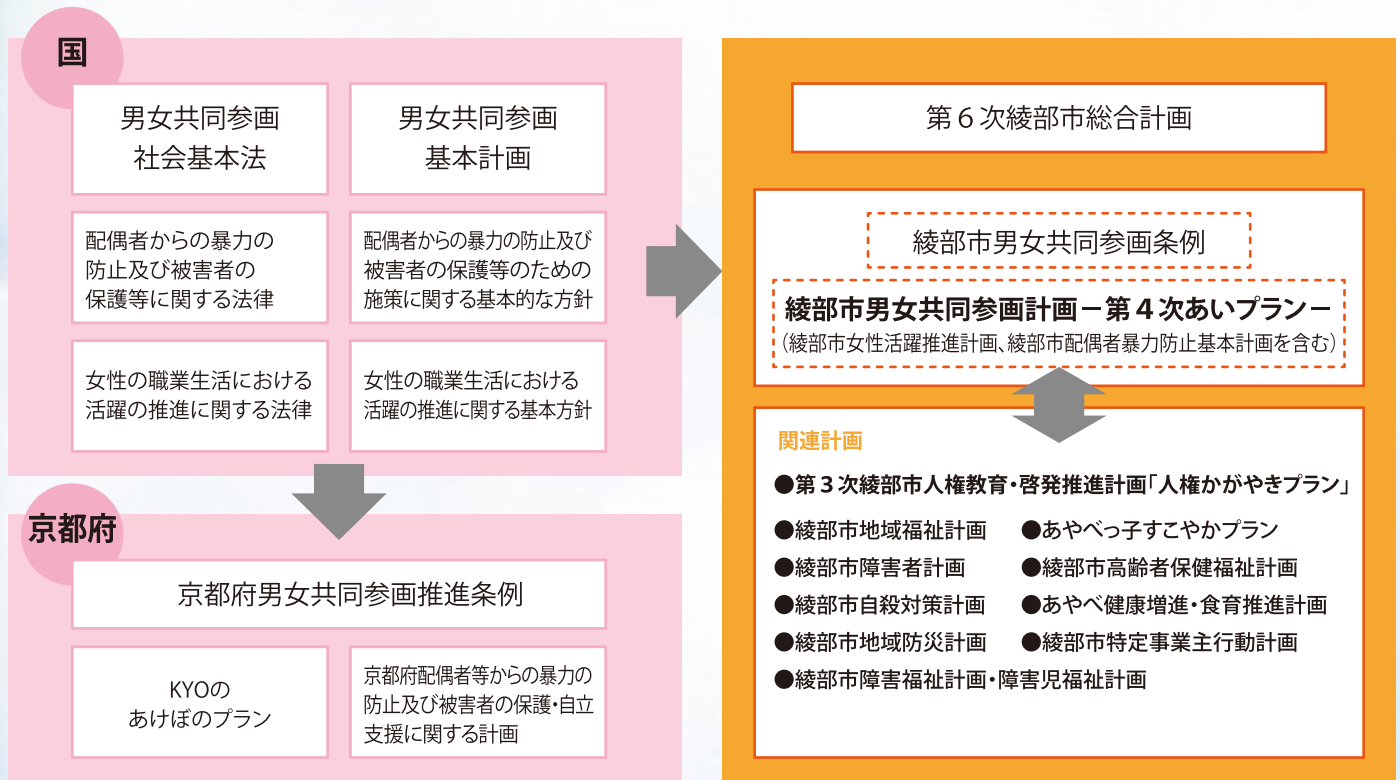 国
男女共同参画
社会基本法
男女共同参画
基本計画
配偶者からの暴力の
防止及び被害者の
保護等に関する法律
配偶者からの暴力の防止及び
被害者の保護等のための
施策に関する基本的な方針
女性の職業生活における
活躍の推進に関する法律
女性の職業生活における
活躍の推進に関する基本方針
京都府
京都府男女共同参画推進条例
KYOの
あけぼのプラン
京都府配偶者等からの暴力の
防止及び被害者の保護・自立
支援に関する計画
第6次綾部市総合計画
綾部市男女共同参画条例
綾部市男女共同参画計画－第4次あいプラン－
(綾部市女性活躍推進計画、綾部市配偶者暴力防止基本計画を含む)
関連計画
●第3次綾部市人権教育・啓発推進計画「人権かがやきプラン」
●綾部市地域福祉計画 ●あやべっ子すこやかプラン
●綾部市障害者計画 ●綾部市高齢者保健福祉計画
●綾部市自殺対策計画 ●あやべ健康増進・食育推進計画
●綾部市地域防災計画 ●綾部市特定事業主行動計画
●綾部市障害福祉計画・障害児福祉計画